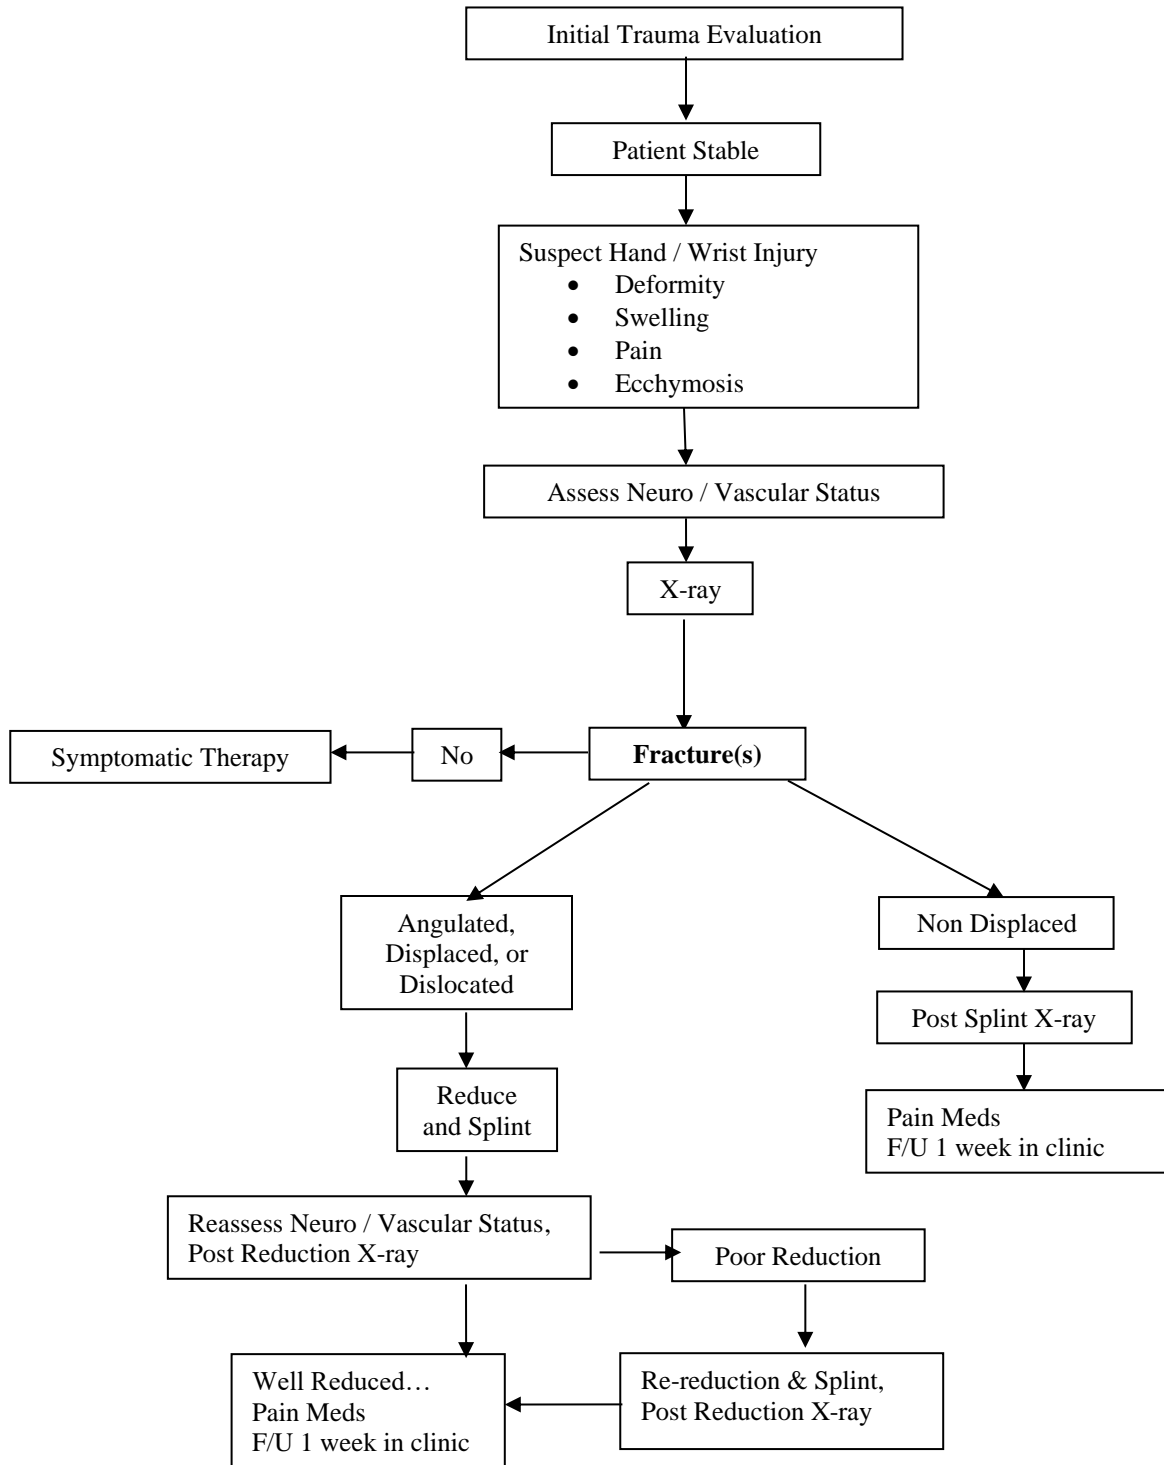 Initial Trauma Evaluation
Patient Stable
Suspect Hand / Wrist Injury
• Deformity
• Swelling
• Pain
• Ecchymosis
Assess Neuro / Vascular Status
X-ray
Fracture(s)
No
Symptomatic Therapy
Angulated,
Displaced, or
Dislocated
Non Displaced
Post Splint X-ray
Reduce
and Splint
Pain Meds
F/U 1 week in clinic
Reassess Neuro / Vascular Status,
Post Reduction X-ray
Poor Reduction
Well Reduced…
Pain Meds
F/U 1 week in clinic
Re-reduction & Splint,
Post Reduction X-ray